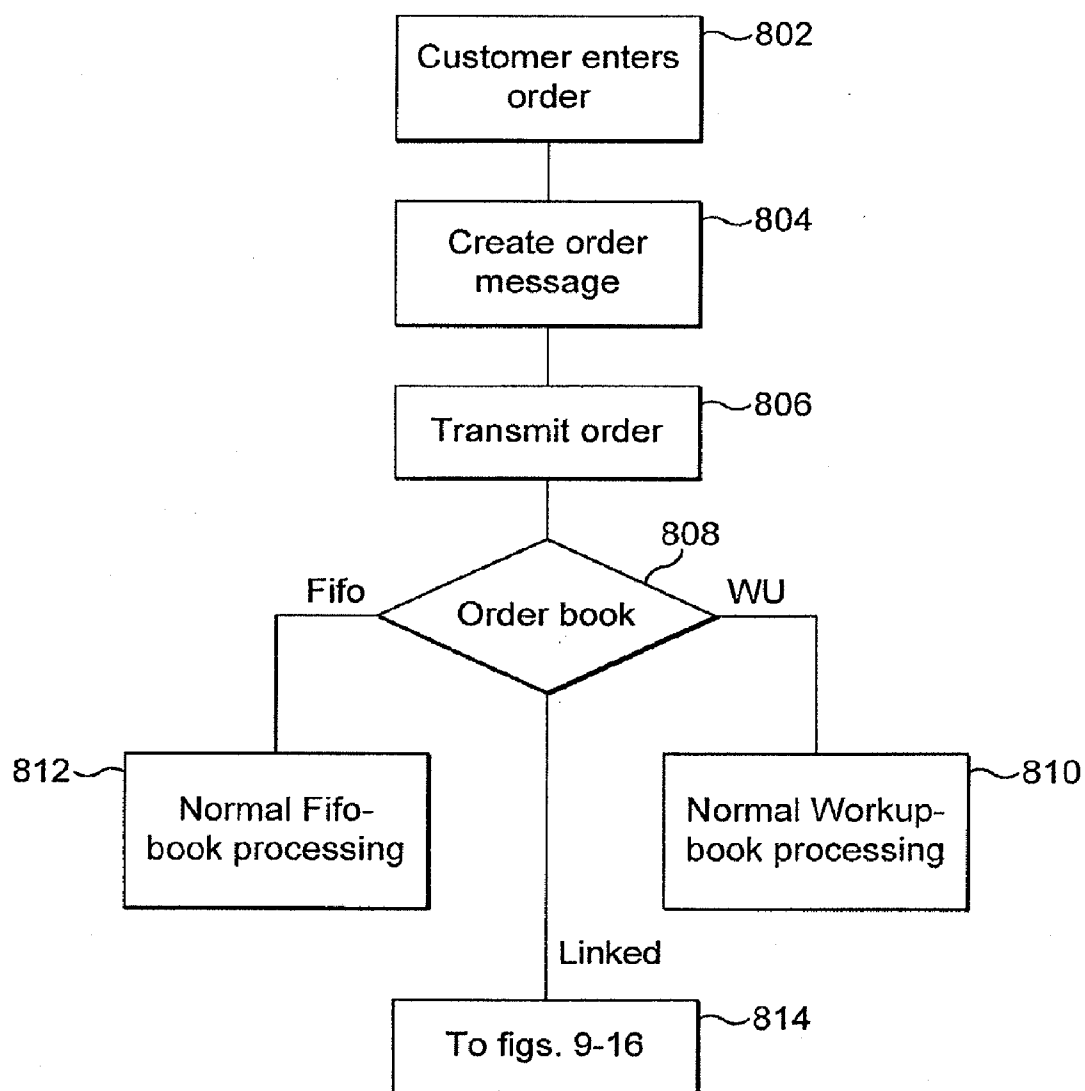 802
Customer enters
order
804
Create order
message
806
Transmit order
808
Fifo
Order book
WU
812
Normal Fifo-
book processing
810
Normal Workup-
book processing
Linked
814
To figs. 9-16